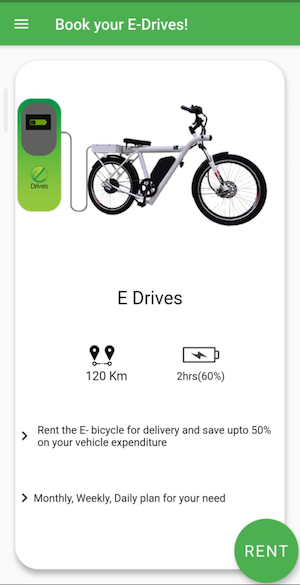 Book your E-Drives!
Drives
E Drives
120 Km
2hrs(60%)
Rent the E- bicycle for delivery and save upto 50%
on your vehicle expenditure
Monthly, Weekly, Daily plan for your need
RENT